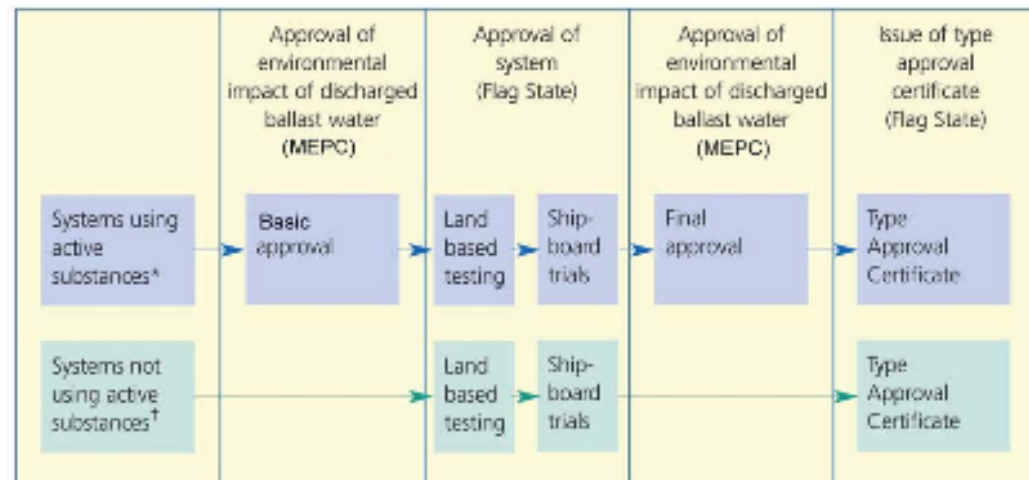 Approval of
environmental
impact of discharged
ballast water
(MEPC)
Approval of
system
(Flag State)
Approval of
environmental
impact of discharged
ballast water
(MEPC)
Issue of type
approval
certificate
(Flag State)
Systems using
active
substances*
Basic
approval
Land
based
testing
Ship-
board
trials
Final
approval
Type
Approval
Certificate
Systems not
using active
substances†
Land
based
testing
Ship-
board
trials
Type
Approval
Certificate